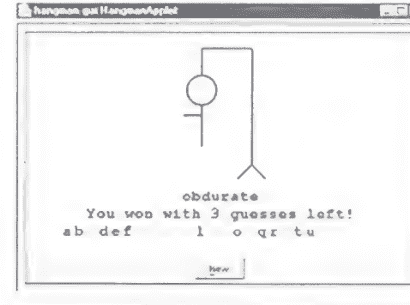 hangman.gui.HangmanApplet
obdurate
You won with 3 guesses left!
ab def l o qr tu
New